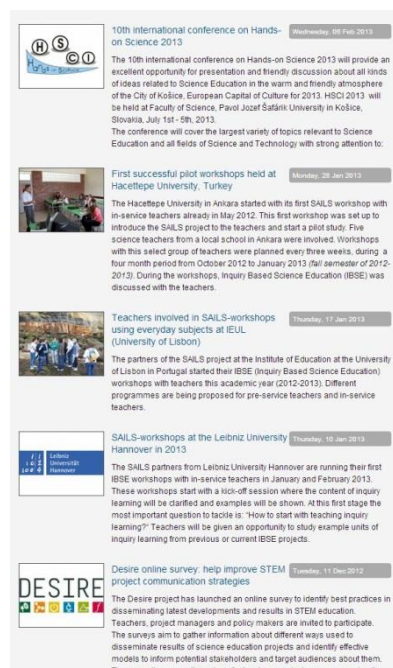 10th international conference on Hands-
on Science 2013
Wednesday, 06 Feb 2013
HSCI
Hands - on Science
The 10th international conference on Hands-on Science 2013 will provide an
excellent opportunity for presentation and friendly discussion about all kinds
of ideas related to Science Education in the warm and friendly atmosphere
of the City of Košice, European Capital of Culture for 2013. HSCI 2013 will
be held at Faculty of Science, Pavol Jozef Šafárik University in Košice,
Slovakia, July 1st - 5th, 2013.
The conference will cover the largest variety of topics relevant to Science
Education and all fields of Science and Technology with strong attention to:
First successful pilot workshops held at
Hacettepe University, Turkey
Monday, 28 Jan 2013
The Hacettepe University in Ankara started with its first SAILS workshop with
in-service teachers already in May 2012. This first workshop was set up to
introduce the SAILS project to the teachers and start a pilot study. Five
science teachers from a local school in Ankara were involved. Workshops
with this select group of teachers were planned every three weeks, during a
four month period from October 2012 to January 2013 (fall semester of 2012-
2013). During the workshops, Inquiry Based Science Education (IBSE) was
discussed with the teachers.
Teachers involved in SAILS-workshops
using everyday subjects at IEUL
(University of Lisbon)
Thursday, 17 Jan 2013
The partners of the SAILS project at the Institute of Education at the University
of Lisbon in Portugal started their IBSE (Inquiry Based Science Education)
workshops with teachers this academic year (2012-2013). Different
programmes are being proposed for pre-service teachers and in-service
teachers.
SAILS-workshops at the Leibniz University
Hannover in 2013
Thursday, 10 Jan 2013
Leibniz
Universität
Hannover
The SAILS partners from Leibniz University Hannover are running their first
IBSE workshops with in-service teachers in January and February 2013.
These workshops start with a kick-off session where the content of inquiry
learning will be clarified and examples will be shown. At this first stage the
most important question to tackle is: “How to start with teaching inquiry
learning?” Teachers will be given an opportunity to study example units of
inquiry learning from previous or current IBSE projects.
Desire online survey: help improve STEM
project communication strategies
Tuesday, 11 Dec 2012
DESIRE
The Desire project has launched an online survey to identify best practices in
disseminating latest developments and results in STEM education.
Teachers, project managers and policy makers are invited to participate.
The surveys aim to gather information about different ways used to
disseminate results of science education projects and identify effective
models to inform potential stakeholders and target audiences about them.